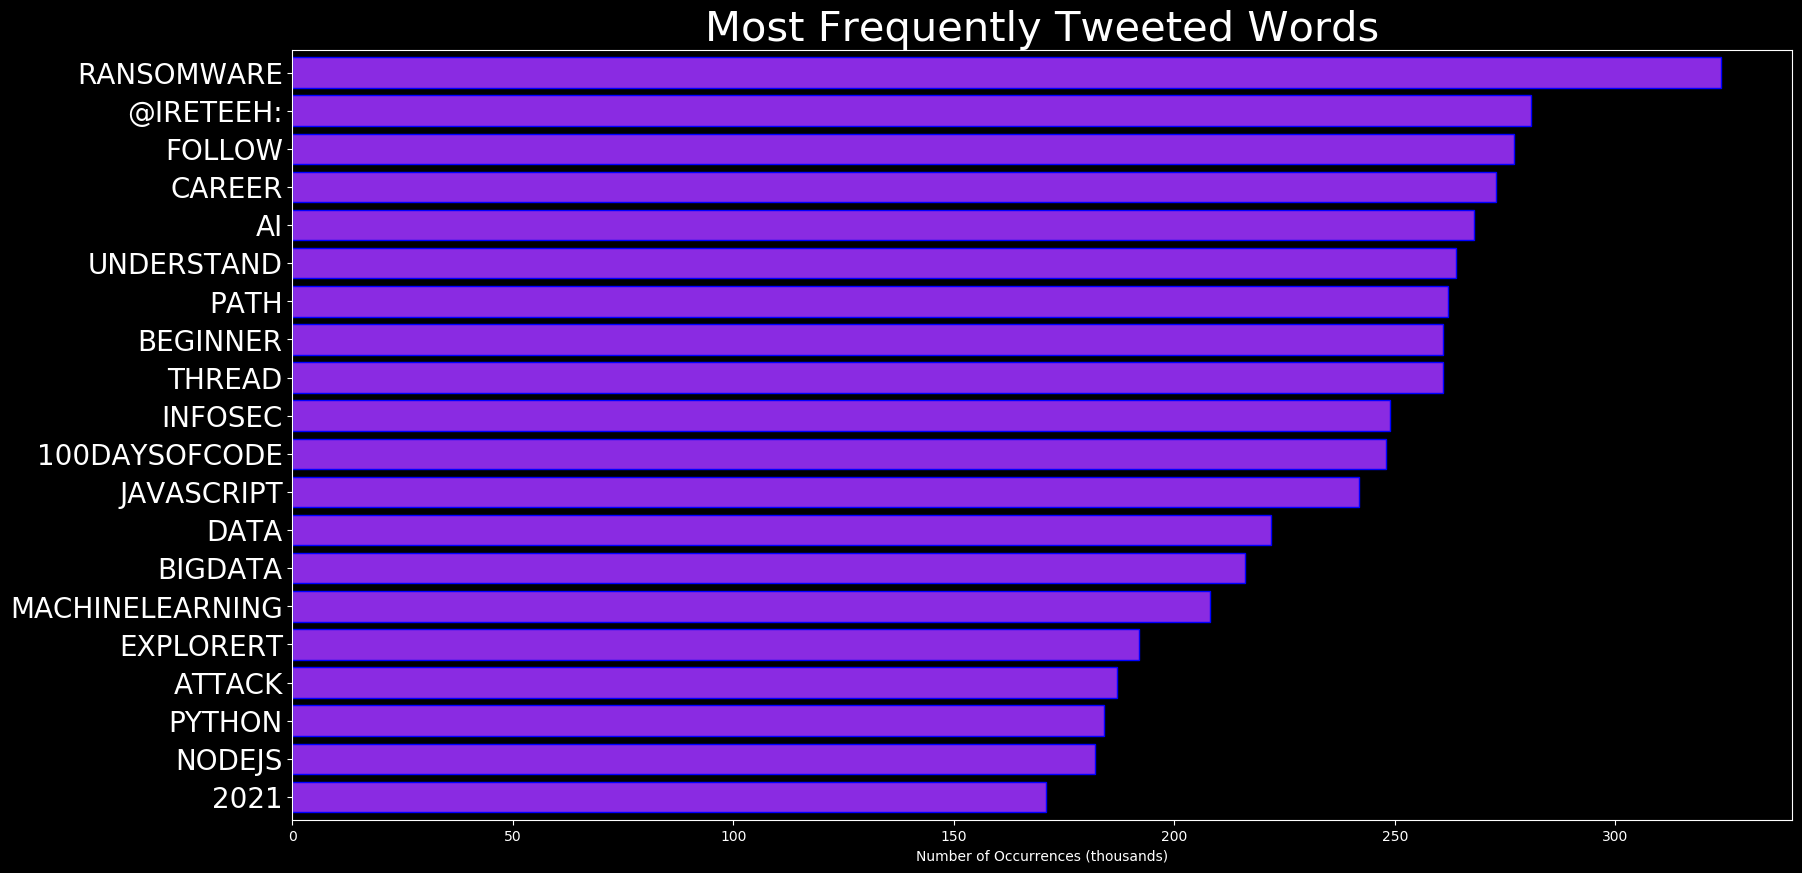 Most Frequently Tweeted Words
RANSOMWARE
@IRETEEH:
FOLLOW
CAREER
AI
UNDERSTAND
PATH
BEGINNER
THREAD
INFOSEC
100DAYSOFCODE
JAVASCRIPT
DATA
BIGDATA
MACHINELEARNING
EXPLORERT
ATTACK
PYTHON
NODEJS
2021
0 50 100 150 200 250 300
Number of Occurrences (thousands)